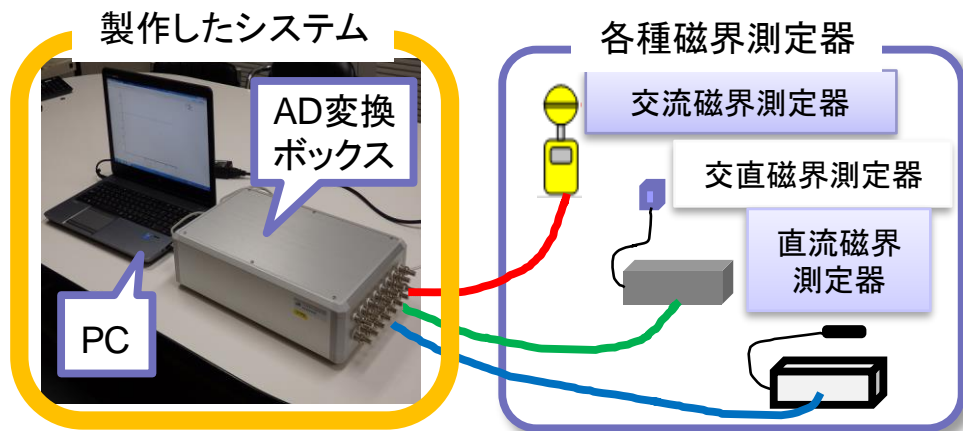 製作したシステム
各種磁界測定器
AD変換
ボックス
PC
交流磁界測定器
交直磁界測定器
直流磁界
測定器